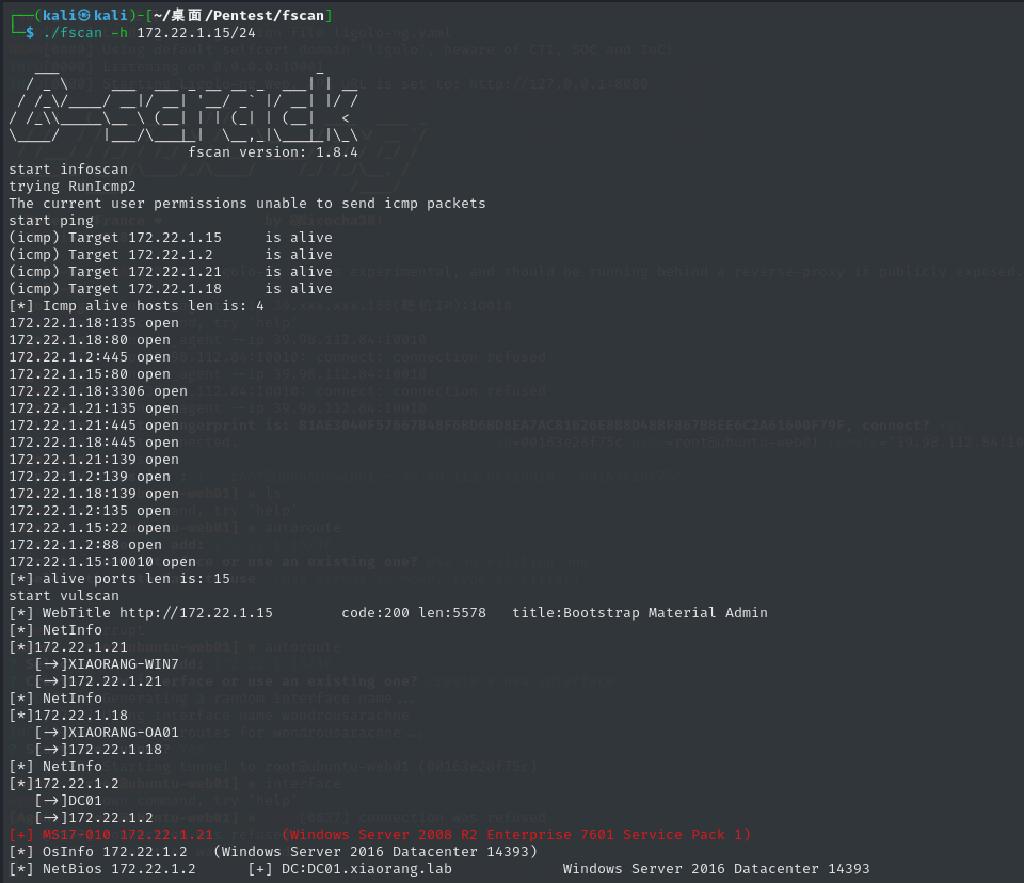 ┌──(kali㉿kali)-[~/桌面/Pentest/fscan]
└─$ ./fscan -h 172.22.1.15/24
fscan version: 1.8.4
start infoscan
trying RunIcmp2
The current user permissions unable to send icmp packets
start ping
(icmp) Target 172.22.1.15     is alive
(icmp) Target 172.22.1.2      is alive
(icmp) Target 172.22.1.21     is alive
(icmp) Target 172.22.1.18     is alive
[*] Icmp alive hosts len is: 4
172.22.1.18:135 open
172.22.1.18:80 open
172.22.1.2:445 open
172.22.1.15:80 open
172.22.1.18:3306 open
172.22.1.21:135 open
172.22.1.21:445 open
172.22.1.18:445 open
172.22.1.21:139 open
172.22.1.2:139 open
172.22.1.18:139 open
172.22.1.2:135 open
172.22.1.15:22 open
172.22.1.2:88 open
172.22.1.15:10010 open
[*] alive ports len is: 15
start vulscan
[*] WebTitle http://172.22.1.15        code:200 len:5578   title:Bootstrap Material Admin
[*] NetInfo
[*]172.22.1.21
   [->]XIAORANG-WIN7
   [->]172.22.1.21
[*] NetInfo
[*]172.22.1.18
   [->]XIAORANG-OA01
   [->]172.22.1.18
[*] NetInfo
[*]172.22.1.2
   [->]DC01
   [->]172.22.1.2
[+] MS17-010 172.22.1.21        (Windows Server 2008 R2 Enterprise 7601 Service Pack 1)
[*] OsInfo 172.22.1.2   (Windows Server 2016 Datacenter 14393)
[*] NetBios 172.22.1.2      [+] DC:DC01.xiaorang.lab             Windows Server 2016 Datacenter 14393